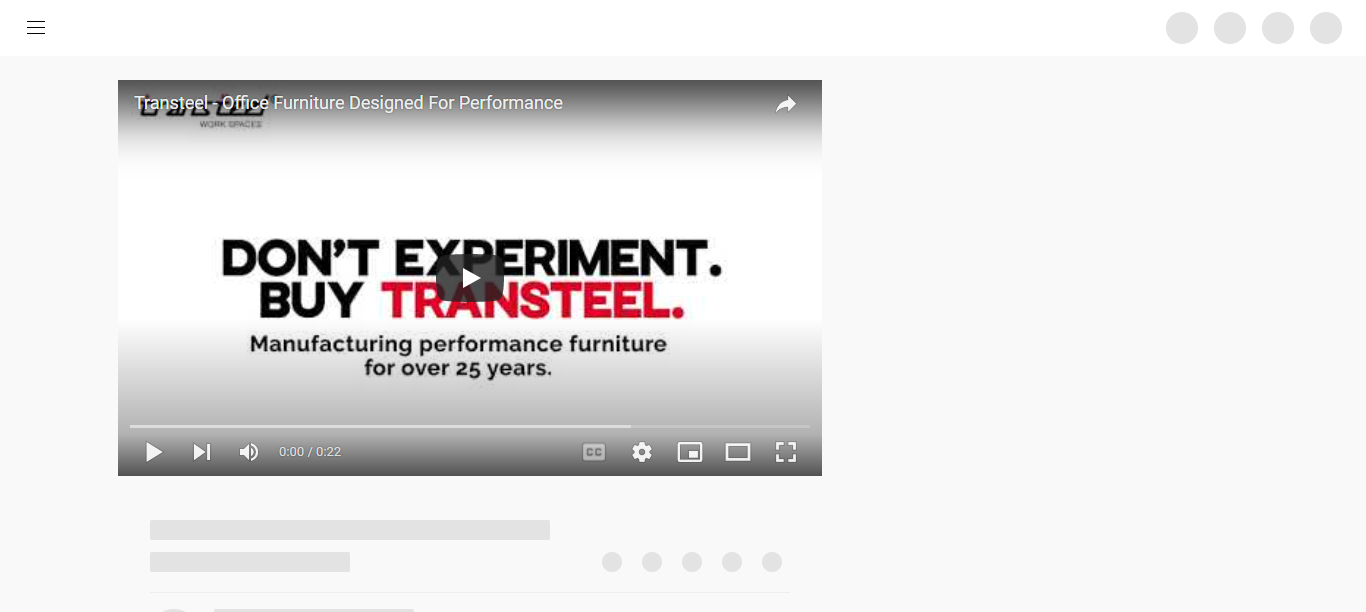 Transteel - Office Furniture Designed For Performance
transteel
WORK SPACES
DON'T EXPERIMENT.
BUY TRANSTEEL.
Manufacturing performance furniture
for over 25 years.
0:00 / 0:22
CC